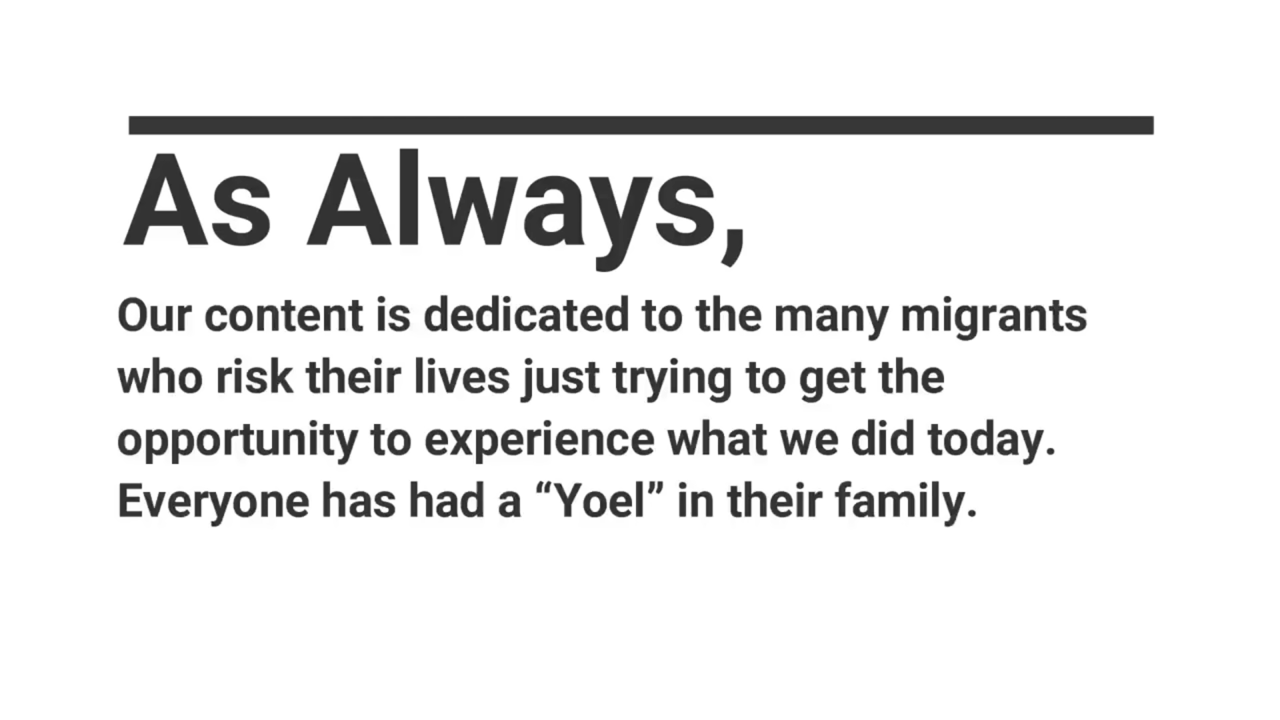 As Always,
Our content is dedicated to the many migrants
who risk their lives just trying to get the
opportunity to experience what we did today.
Everyone has had a “Yoel” in their family.